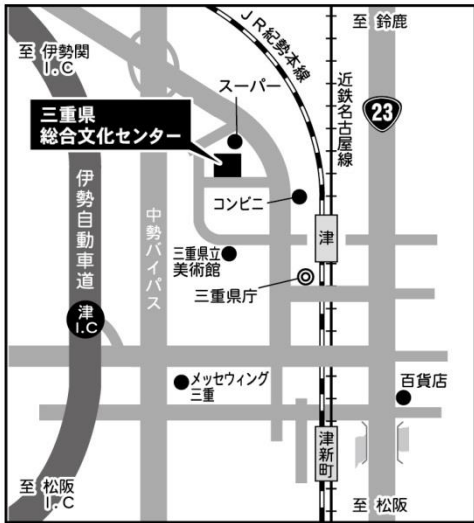 至 伊勢関
I.C
JR紀勢本線
至 鈴鹿
スーパー
近鉄名古屋線
23
三重県
総合文化センター
コンビニ
伊勢自動車道
中勢バイパス
津
三重県立
美術館
三重県庁
津
I.C
メッセウィング
三重
百貨店
津新町
至 松阪
I.C
至 松阪